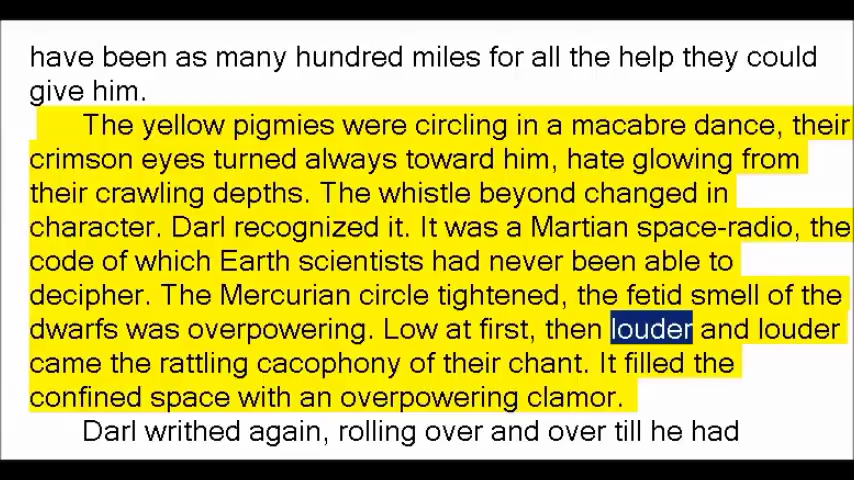 have been as many hundred miles for all the help they could
give him.
The yellow pigmies were circling in a macabre dance, their
crimson eyes turned always toward him, hate glowing from
their crawling depths. The whistle beyond changed in
character. Darl recognized it. It was a Martian space-radio, the
code of which Earth scientists had never been able to
decipher. The Mercurian circle tightened, the fetid smell of the
dwarfs was overpowering. Low at first, then louder and louder
came the rattling cacophony of their chant. It filled the
confined space with an overpowering clamor.
Darl writhed again, rolling over and over till he had